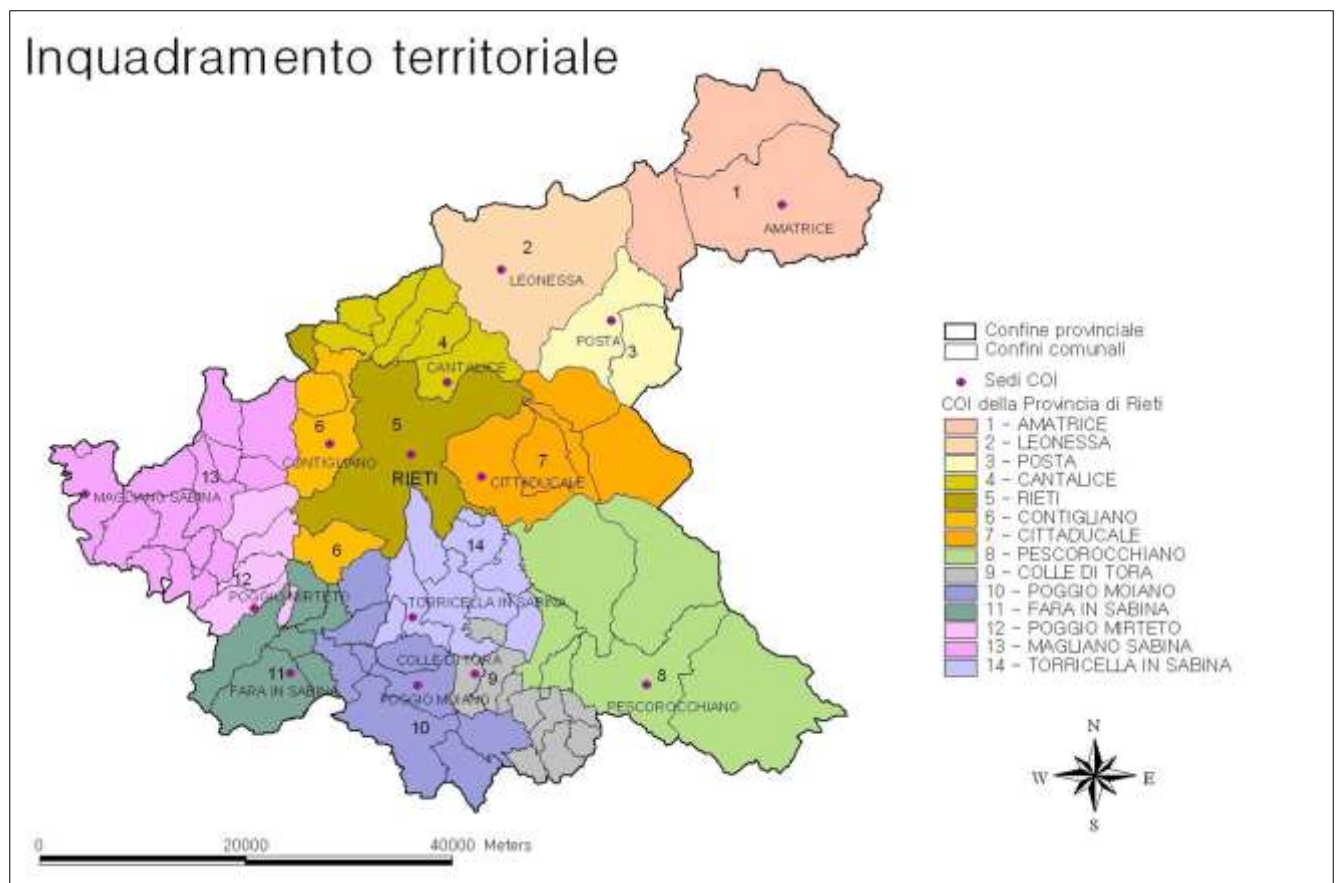 Inquadramento territoriale
1
AMATRICE
2
LEONESSA
POSTA
3
4
CANTALICE
5
RIETI
6
CONTIGLIANO
7
CITTADUCALE
13
MAGLIANO SABINA
6
14
12
POGGIO MIRTETO
TORRICELLA IN SABINA
COLLE DI TORA
9
11
FARA IN SABINA
POGGIO MOIANO
8
PESCOROCCHIANO
10
Confine provinciale
Confini comunali
Sedi COI
COI della Provincia di Rieti
1 - AMATRICE
2 - LEONESSA
3 - POSTA
4 - CANTALICE
5 - RIETI
6 - CONTIGLIANO
7 - CITTADUCALE
8 - PESCOROCCHIANO
9 - COLLE DI TORA
10 - POGGIO MOIANO
11 - FARA IN SABINA
12 - POGGIO MIRTETO
13 - MAGLIANO SABINA
14 - TORRICELLA IN SABINA
N
W E
S
0 20000 40000 Meters